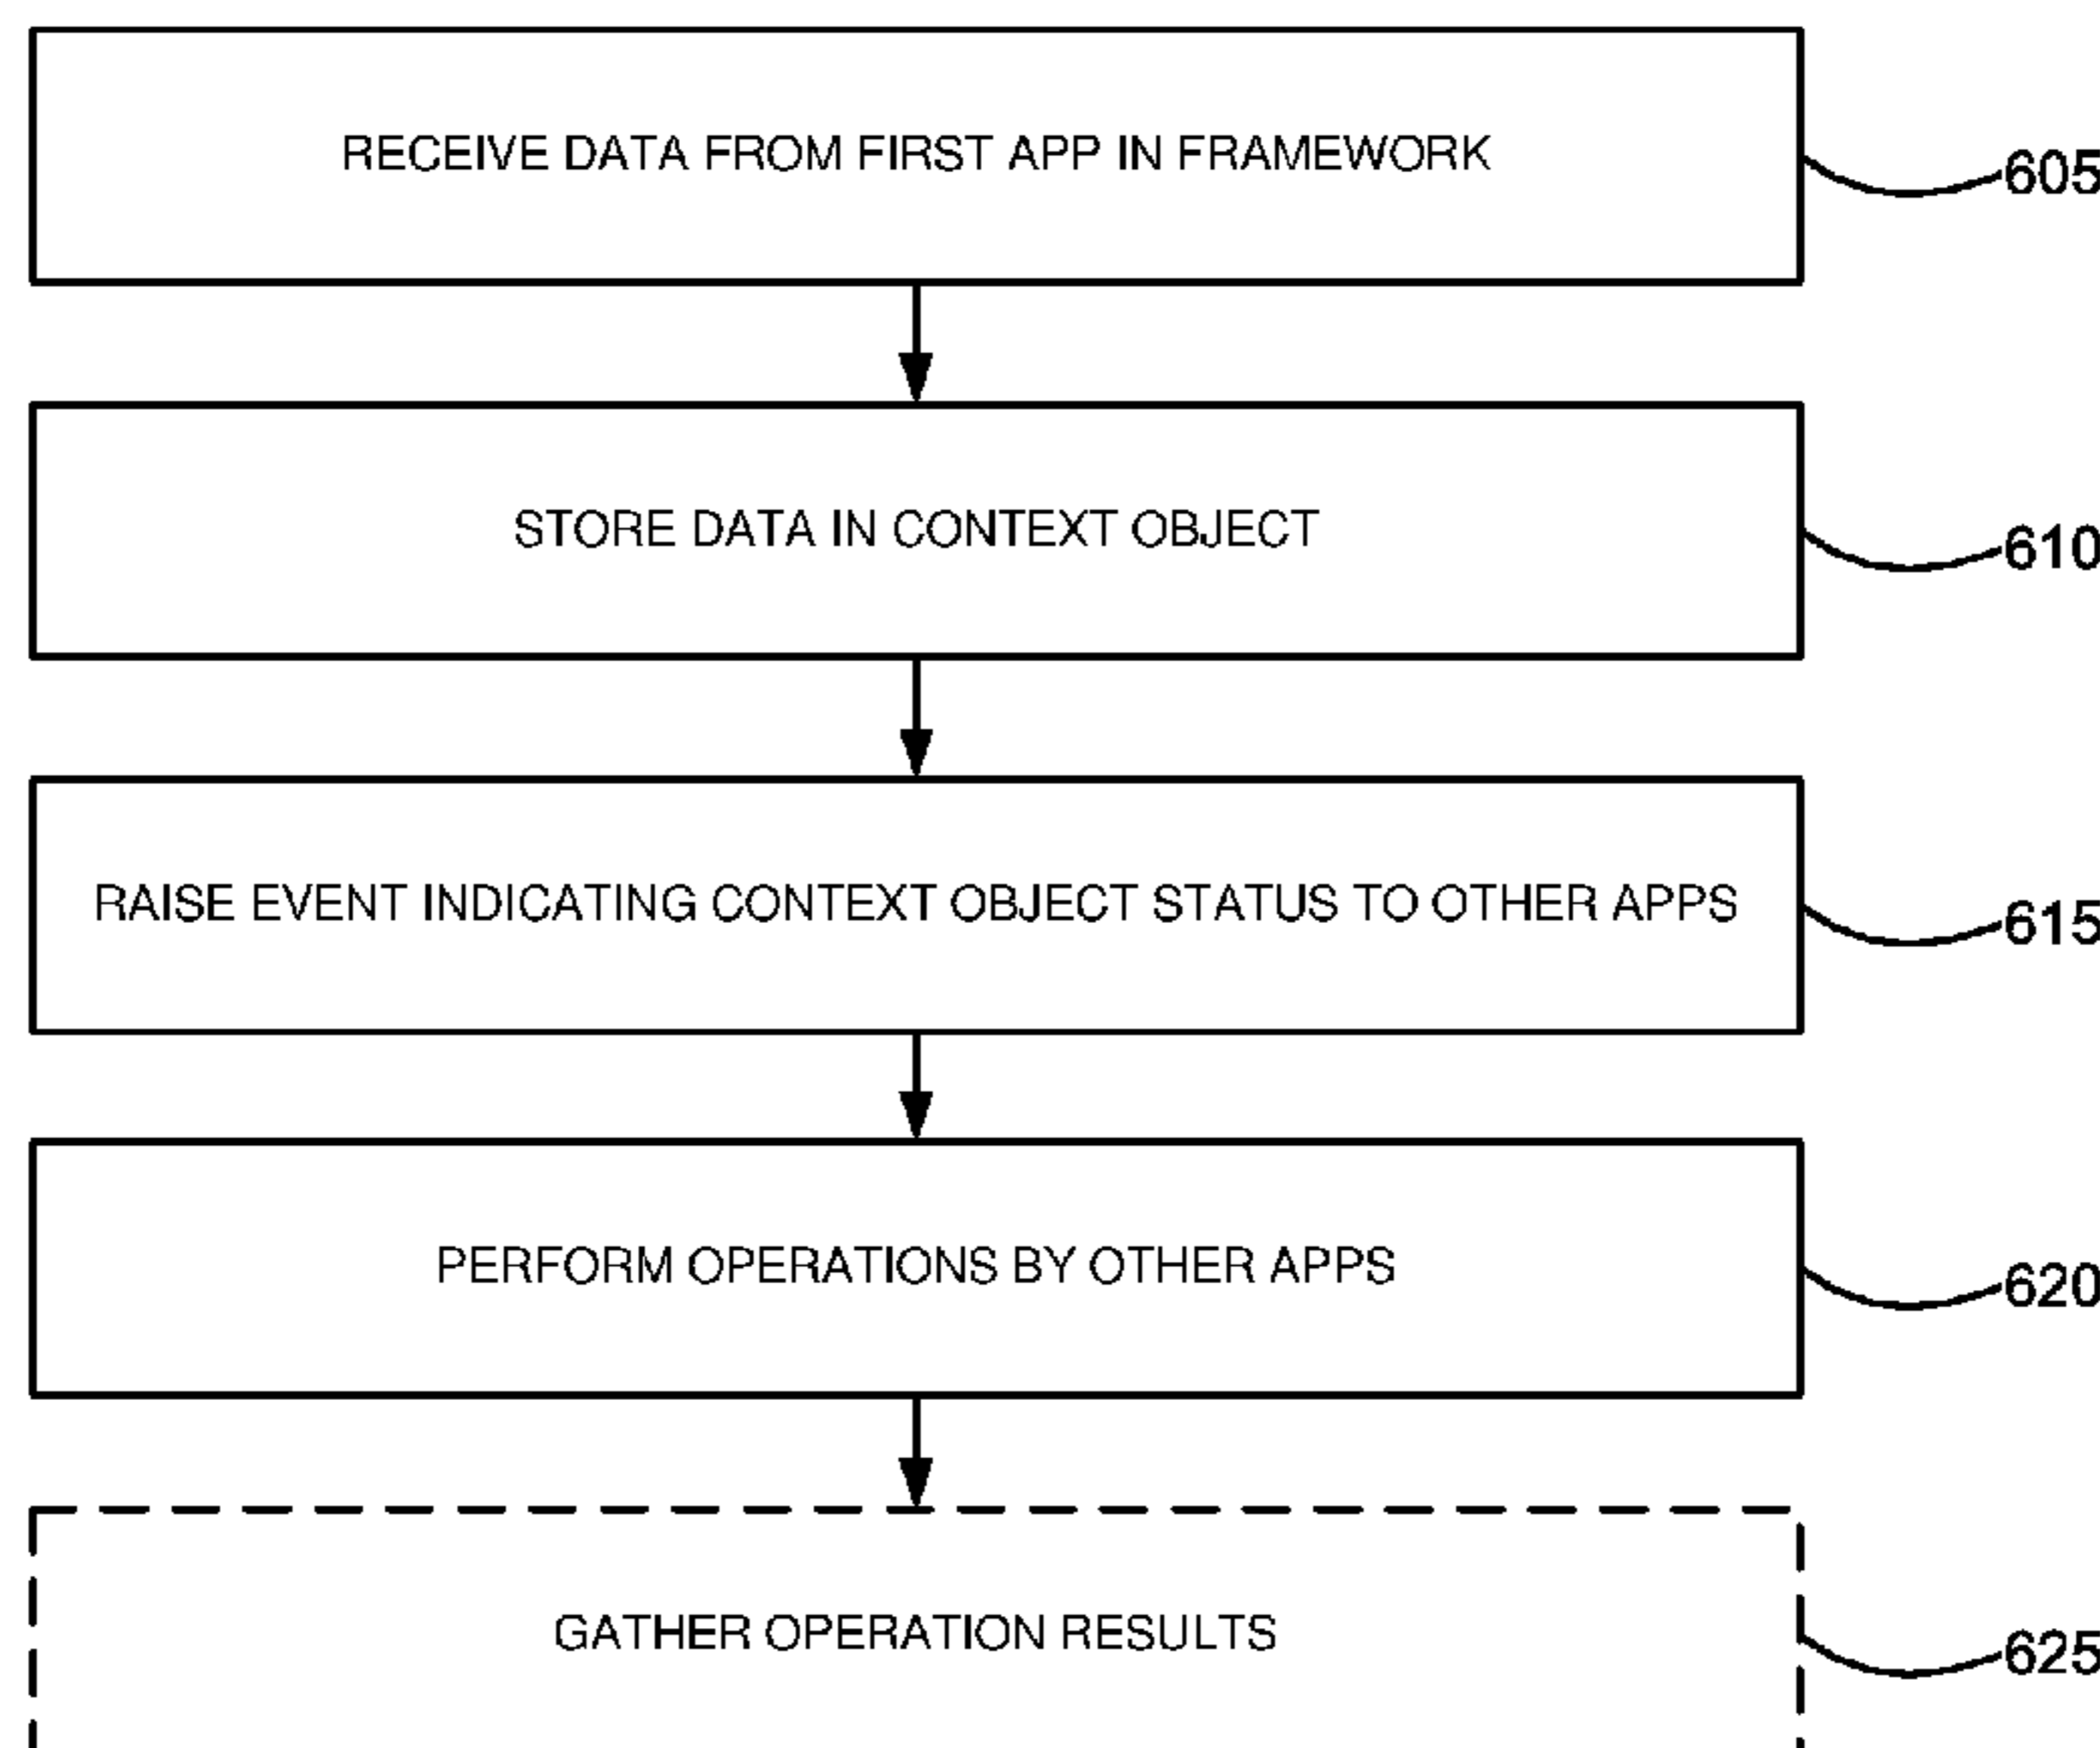 RECEIVE DATA FROM FIRST APP IN FRAMEWORK
605
STORE DATA IN CONTEXT OBJECT
610
RAISE EVENT INDICATING CONTEXT OBJECT STATUS TO OTHER APPS
615
PERFORM OPERATIONS BY OTHER APPS
620
GATHER OPERATION RESULTS
625